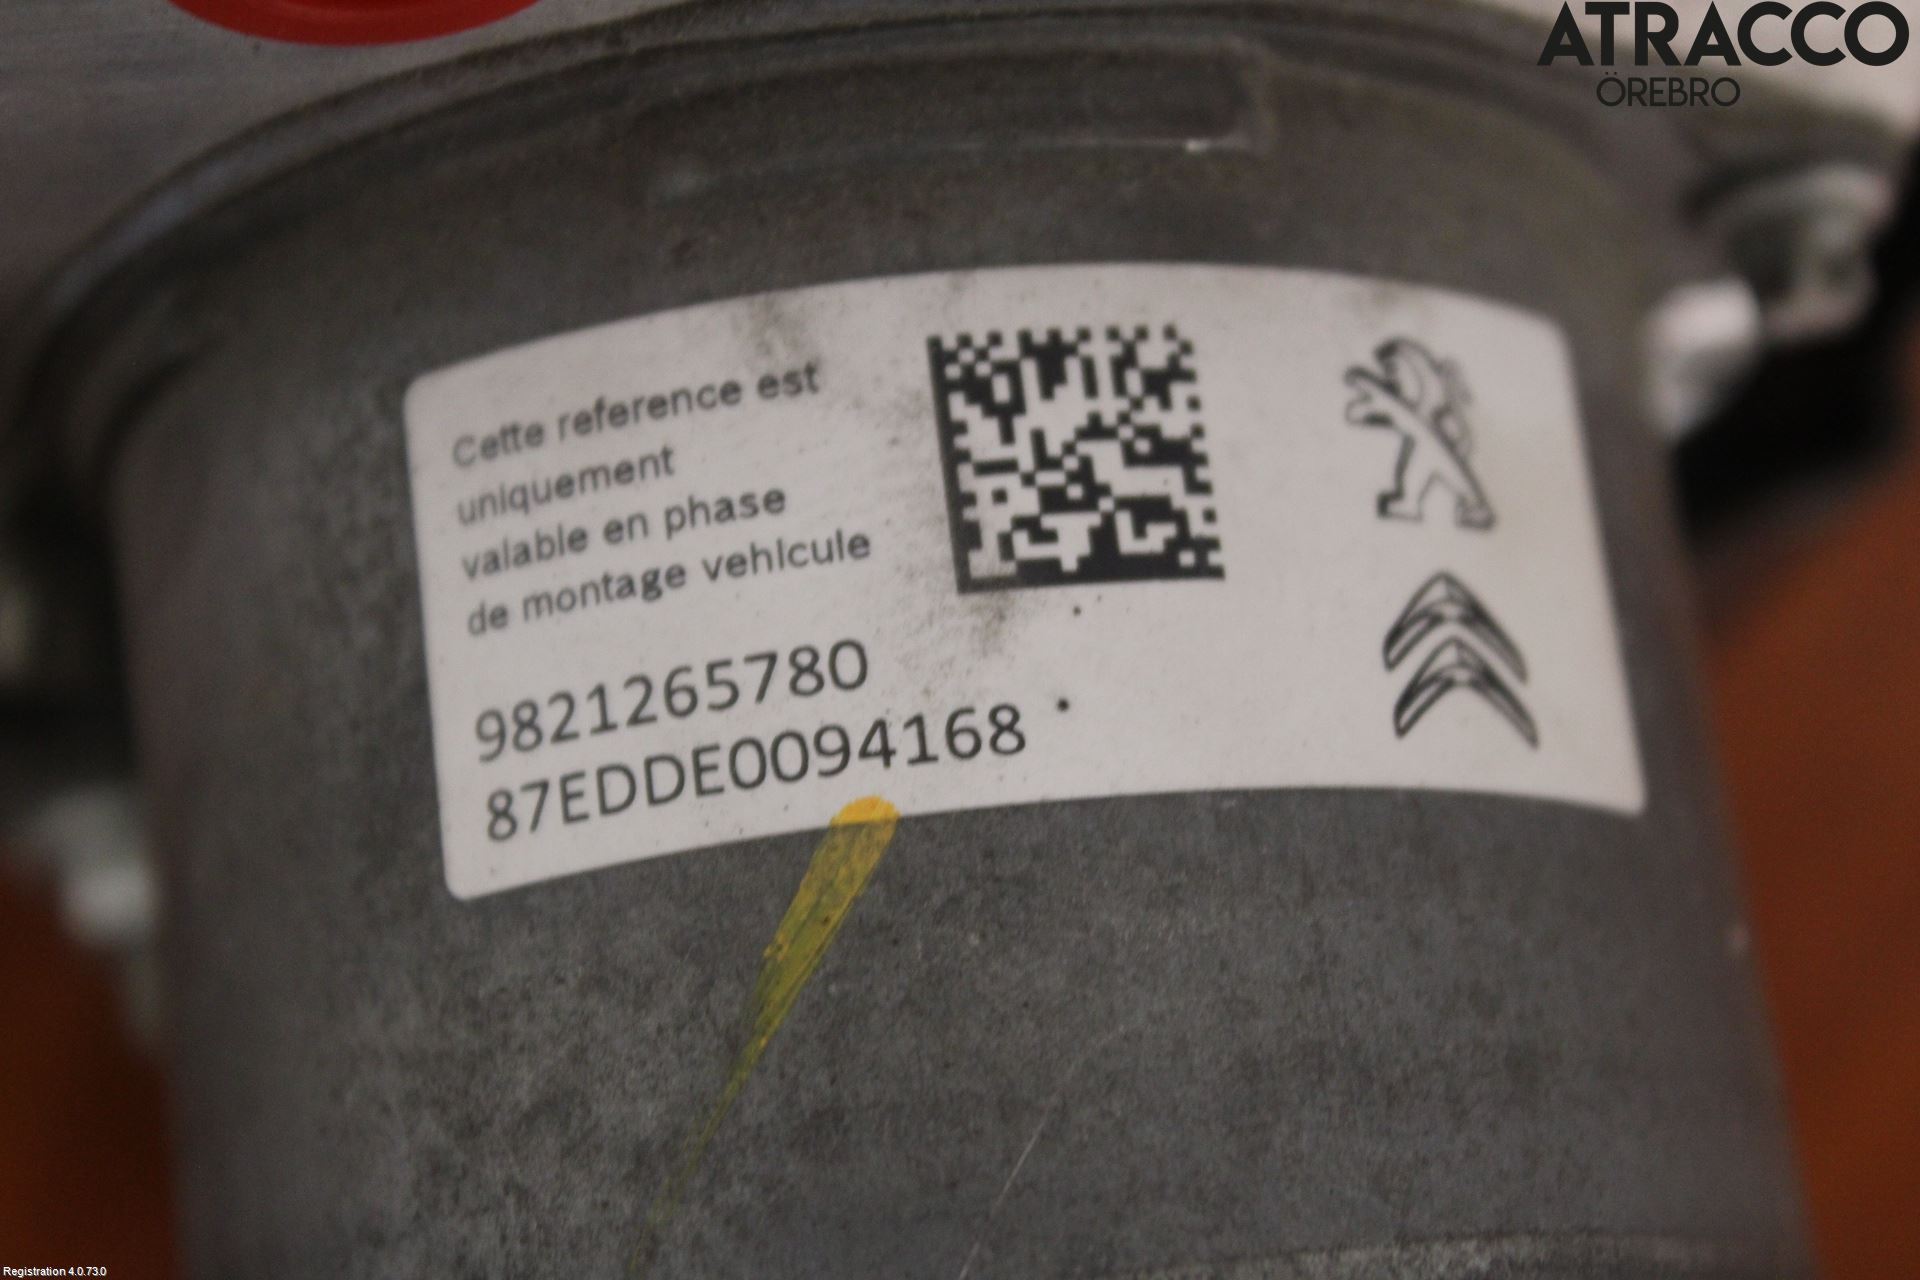 ATRACCO
ÖREBRO
Cette reference est
uniquement
valable en phase
de montage vehicule
9821265780
87EDDE0094168
Registration 4.0.73.0